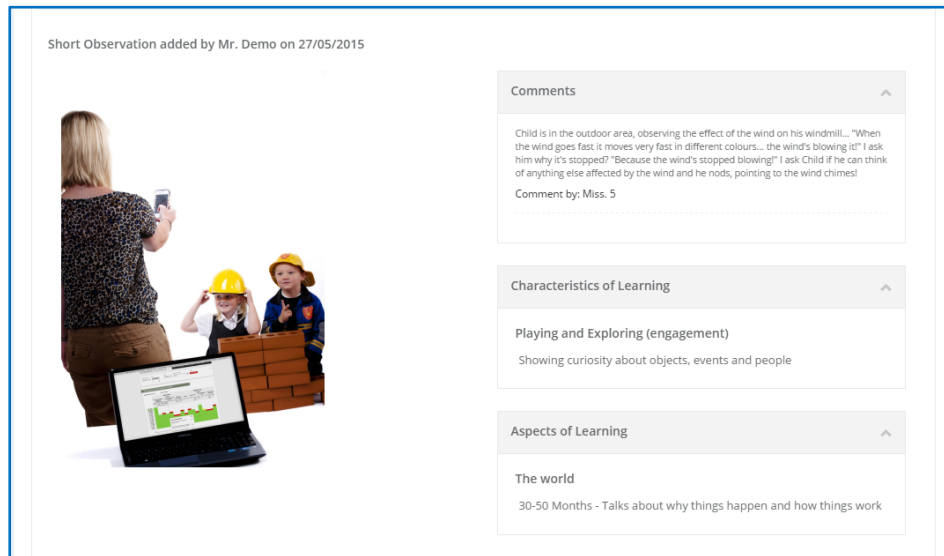 Short Observation added by Mr. Demo on 27/05/2015
Comments
Child is in the outdoor area, observing the effect of the wind on his windmill... "When
the wind goes fast it moves very fast in different colours... the wind's blowing it!" I ask
him why it's stopped? "Because the wind's stopped blowing!" I ask Child if he can think
of anything else affected by the wind and he nods, pointing to the wind chimes!
Comment by: Miss. 5
Characteristics of Learning
Playing and Exploring (engagement)
Showing curiosity about objects, events and people
Aspects of Learning
The world
30-50 Months - Talks about why things happen and how things work